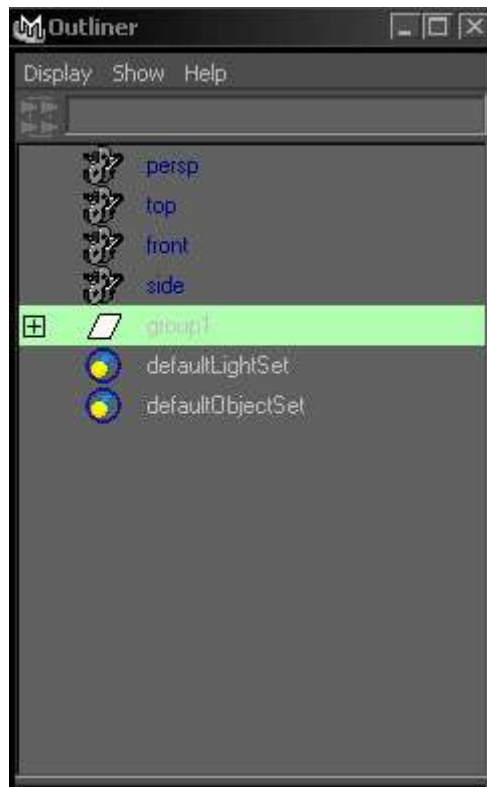 Outliner
Display Show Help
persp
top
front
side
group1
defaultLightSet
defaultObjectSet